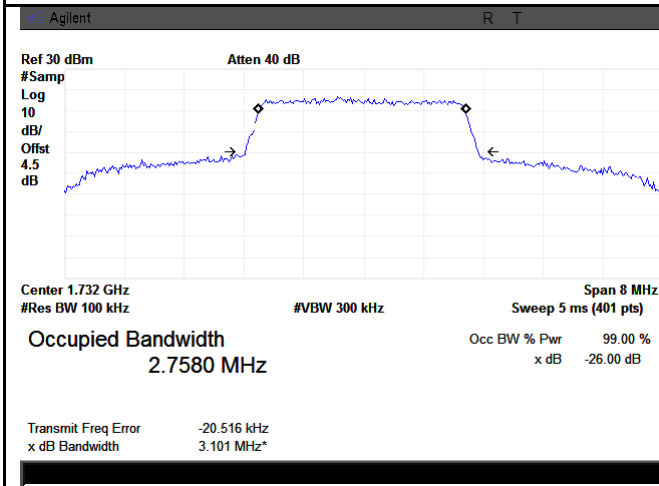 Agilent R T
Ref 30 dBm Atten 40 dB
#Samp
Log
10
dB/
Offst
4.5
dB
Center 1.732 GHz Span 8 MHz
#Res BW 100 kHz #VBW 300 kHz Sweep 5 ms (401 pts)
Occupied Bandwidth Occ BW % Pwr 99.00 %
2.7580 MHz x dB -26.00 dB
Transmit Freq Error -20.516 kHz
x dB Bandwidth 3.101 MHz*